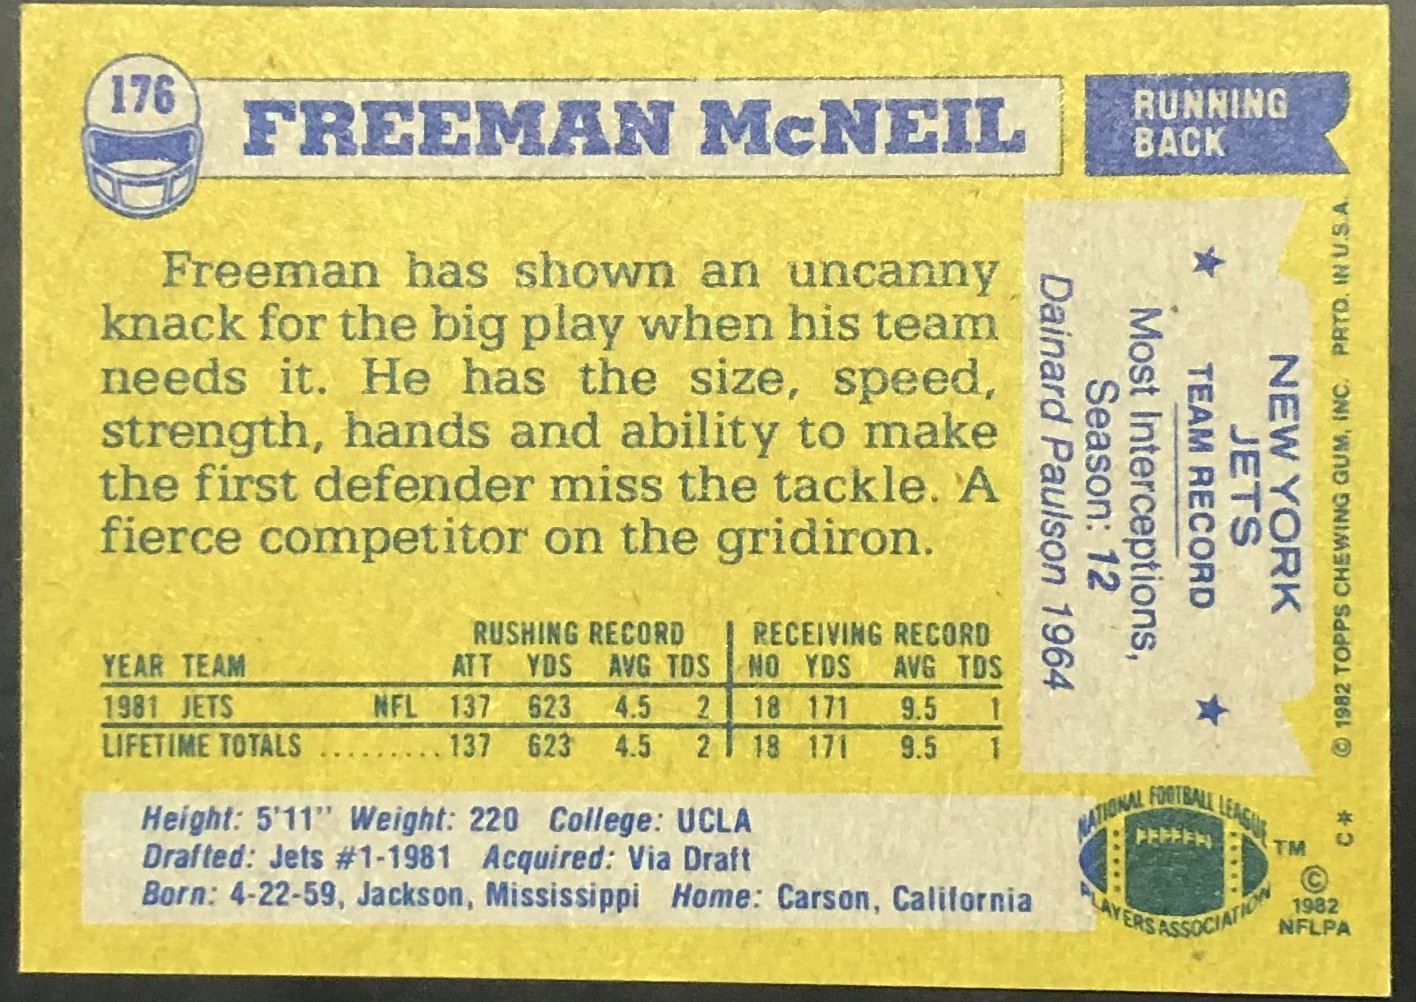 176
FREEMAN McNEIL
RUNNING
BACK
Freeman has shown an uncanny
knack for the big play when his team
needs it. He has the size, speed,
strength, hands and ability to make
the first defender miss the tackle. A
fierce competitor on the gridiron.
RUSHING RECORD RECEIVING RECORD
YEAR TEAM ATT YDS AVG TDS NO YDS AVG TDS
1981 JETS NFL 137 623 4.5 2 18 171 9.5 1
LIFETIME TOTALS .......... 137 623 4.5 2 18 171 9.5 1
Height: 5'11" Weight: 220 College: UCLA
Drafted: Jets #1-1981 Acquired: Via Draft
Born: 4-22-59, Jackson, Mississippi Home: Carson, California
NEW YORK
JETS
★ TEAM RECORD ★
Most Interceptions,
Season: 12
Dainard Paulson 1964
© 1982 TOPPS CHEWING GUM, INC. PRTD. IN U.S.A.
C*
NATIONAL FOOTBALL LEAGUE
PLAYERS ASSOCIATION
TM
©
1982
NFLPA